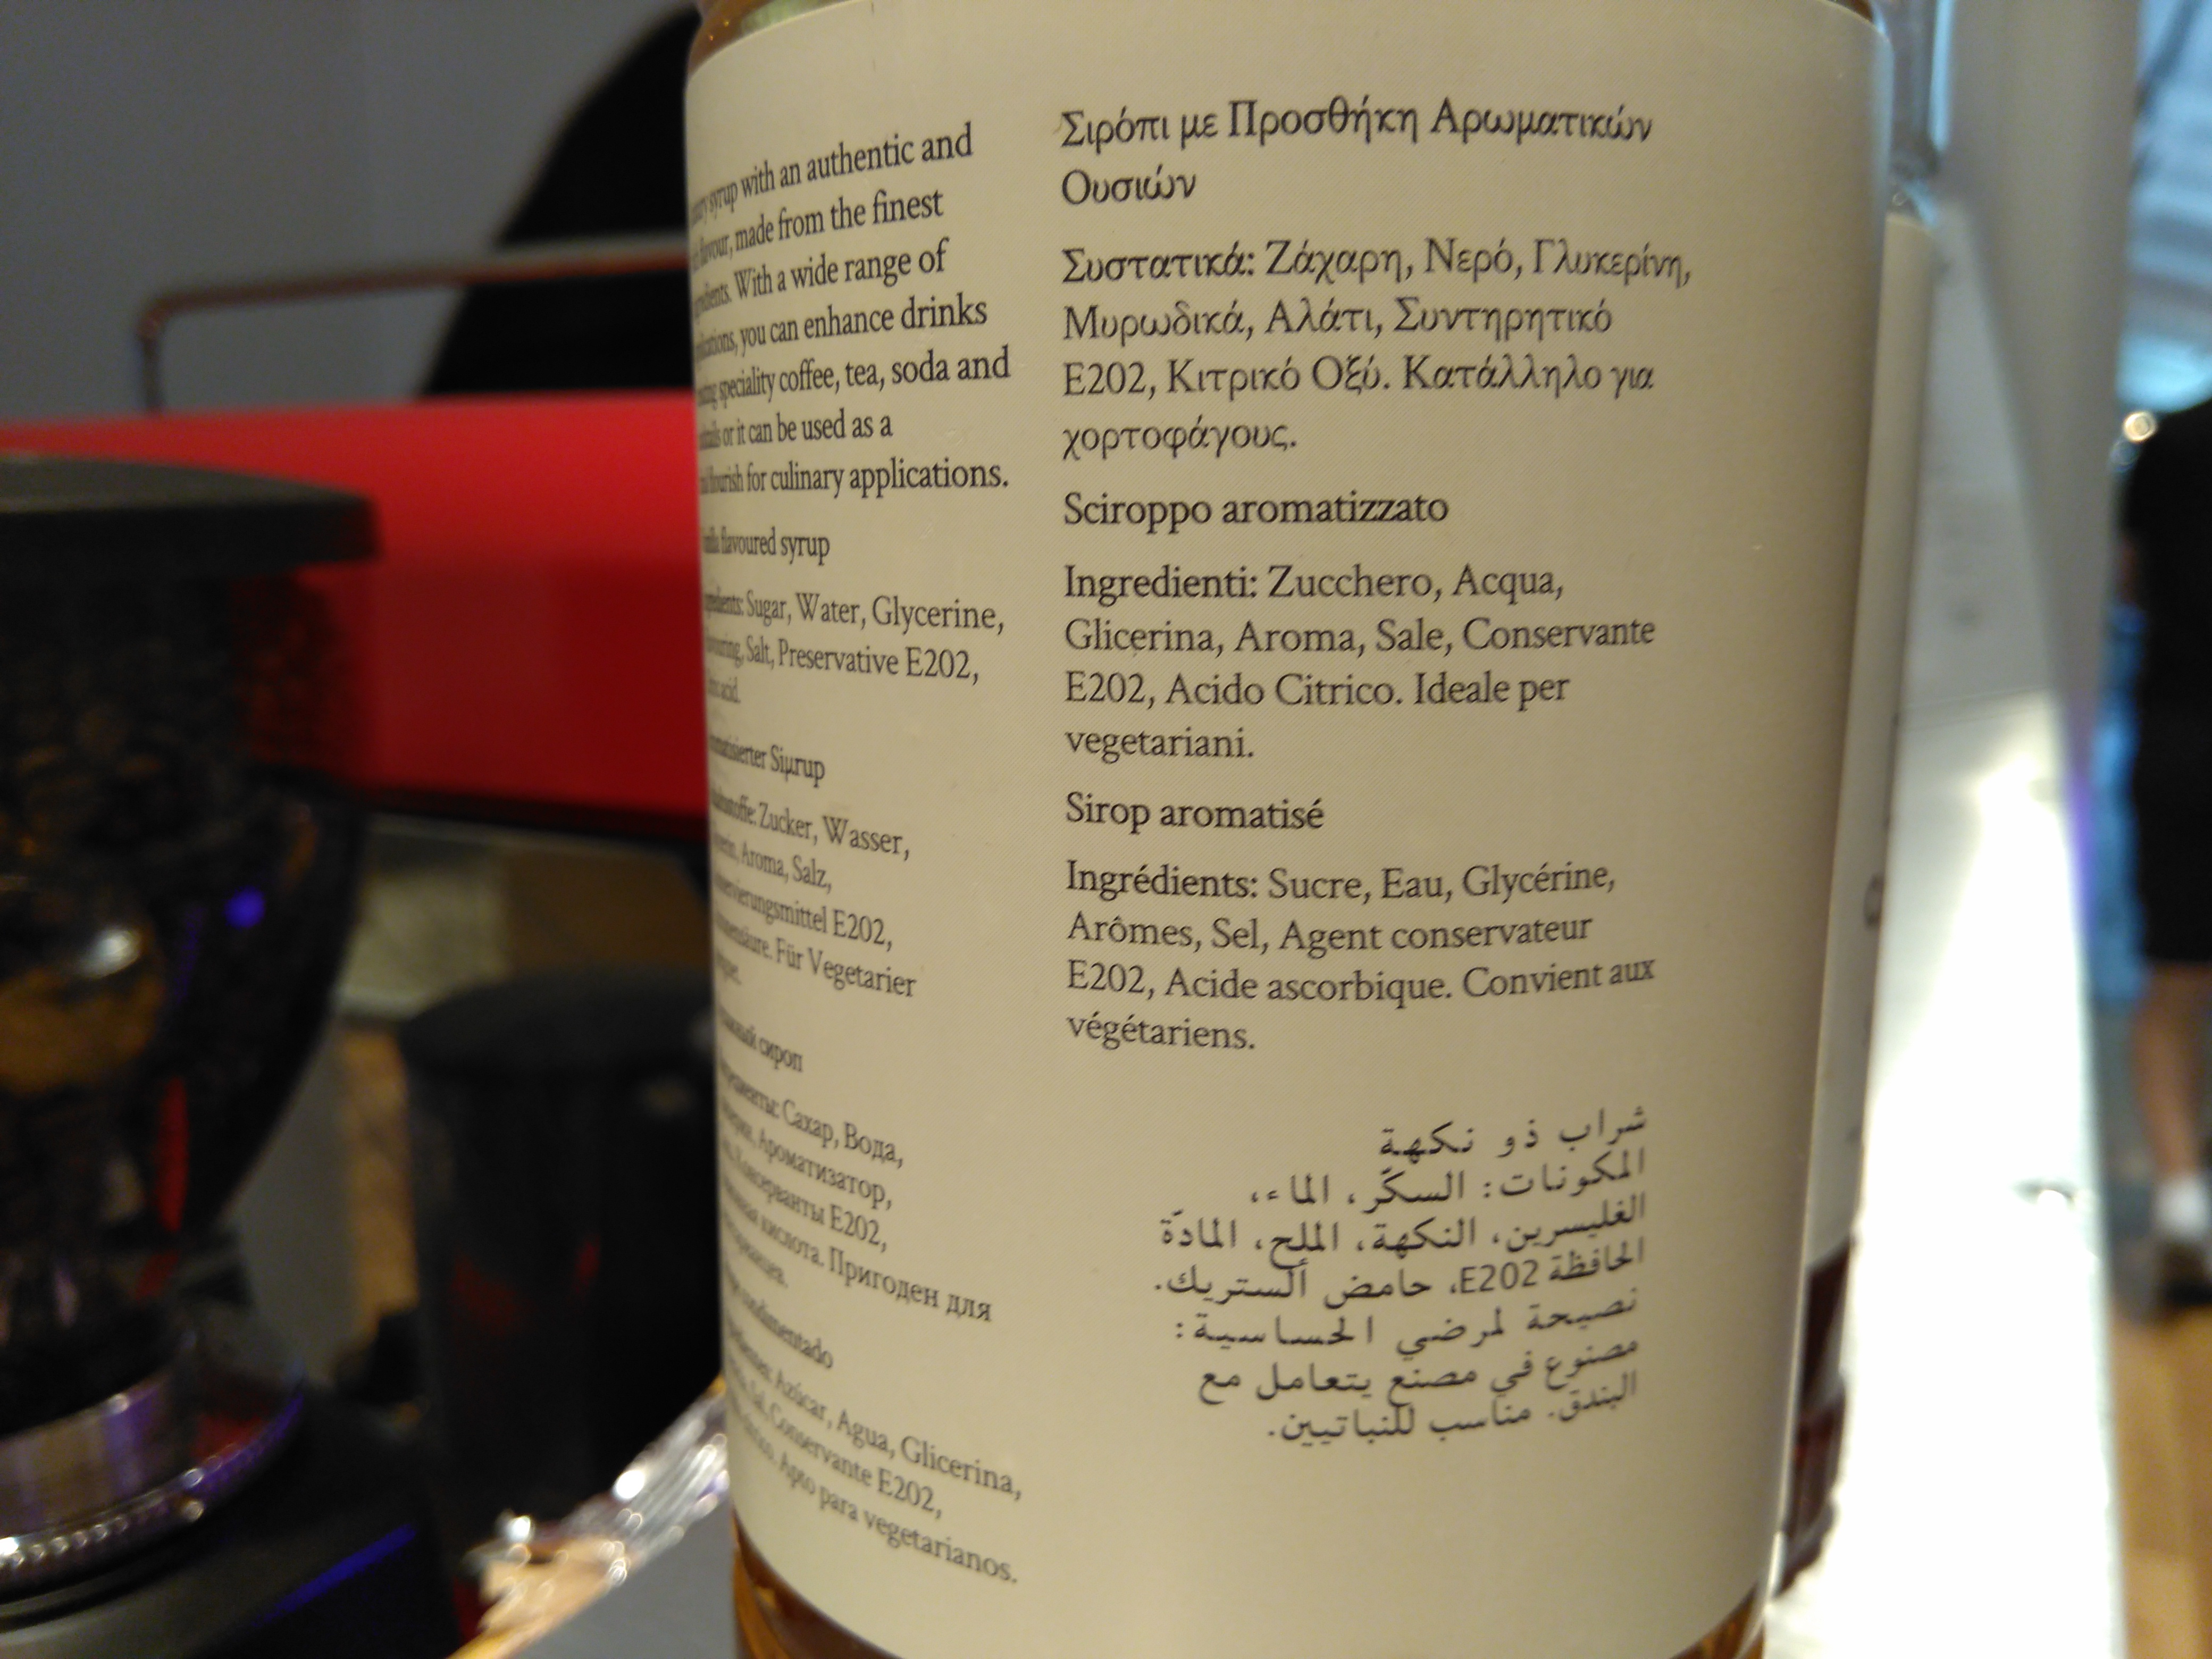 syrup with an authentic and
flavour, made from the finest
With a wide range of
you can enhance drinks
speciality coffee, tea, soda and
or it can be used as a
for culinary applications.
flavoured syrup
Sugar, Water, Glycerine,
Salt, Preservative E202,
acid.
Siμrup
Zucker, Wasser,
Aroma, Salz,
E202,
Für Vegetarier
сироп
Сахар, Вода,
Ароматизатор,
E202,
кислота. Пригоден для
Azúcar, Agua, Glicerina,
Sal, Conservante E202,
Apto para vegetarianos.
Σιρόπι με Προσθήκη Αρωματικών
Ουσιών
Συστατικά: Ζάχαρη, Νερό, Γλυκερίνη,
Μυρωδικά, Αλάτι, Συντηρητικό
E202, Κιτρικό Οξύ. Κατάλληλο για
χορτοφάγους.
Sciroppo aromatizzato
Ingredienti: Zucchero, Acqua,
Glicerina, Aroma, Sale, Conservante
E202, Acido Citrico. Ideale per
vegetariani.
Sirop aromatisé
Ingrédients: Sucre, Eau, Glycérine,
Arômes, Sel, Agent conservateur
E202, Acide ascorbique. Convient aux
végétariens.
شراب ذو نكهة
المكونات: السكّر، الماء،
الغليسرين، النكهة، الملح، المادّة
الحافظة E202، حامض ألستريك.
نصيحة لمرضي الحساسية:
مصنوع في مصنع يتعامل مع
البندق. مناسب للنباتيين.